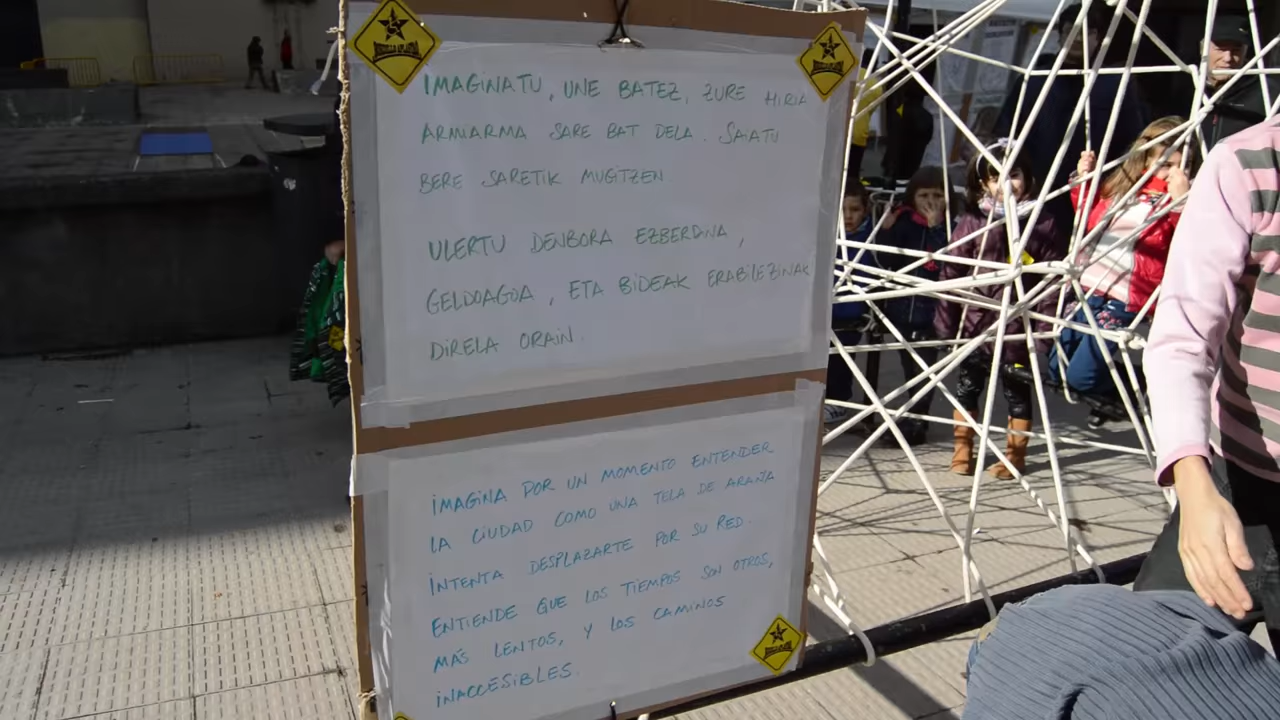 IMAGINATU, UNE BATEZ, ZURE HIRIA
ARMIARMA SARE BAT DELA. SAIATU
BERE SARETIK MUGITZEN
ULERTU DENBORA EZBERDINA,
GELDOAGOA, ETA BIDEAK ERABILEZINAK
DIRELA ORAIN.
IMAGINA POR UN MOMENTO ENTENDER
LA CIUDAD COMO UNA TELA DE ARAÑA
INTENTA DESPLAZARTE POR SU RED.
ENTIENDE QUE LOS TIEMPOS SON OTROS,
MÁS LENTOS, Y LOS CAMINOS
INACCESIBLES.